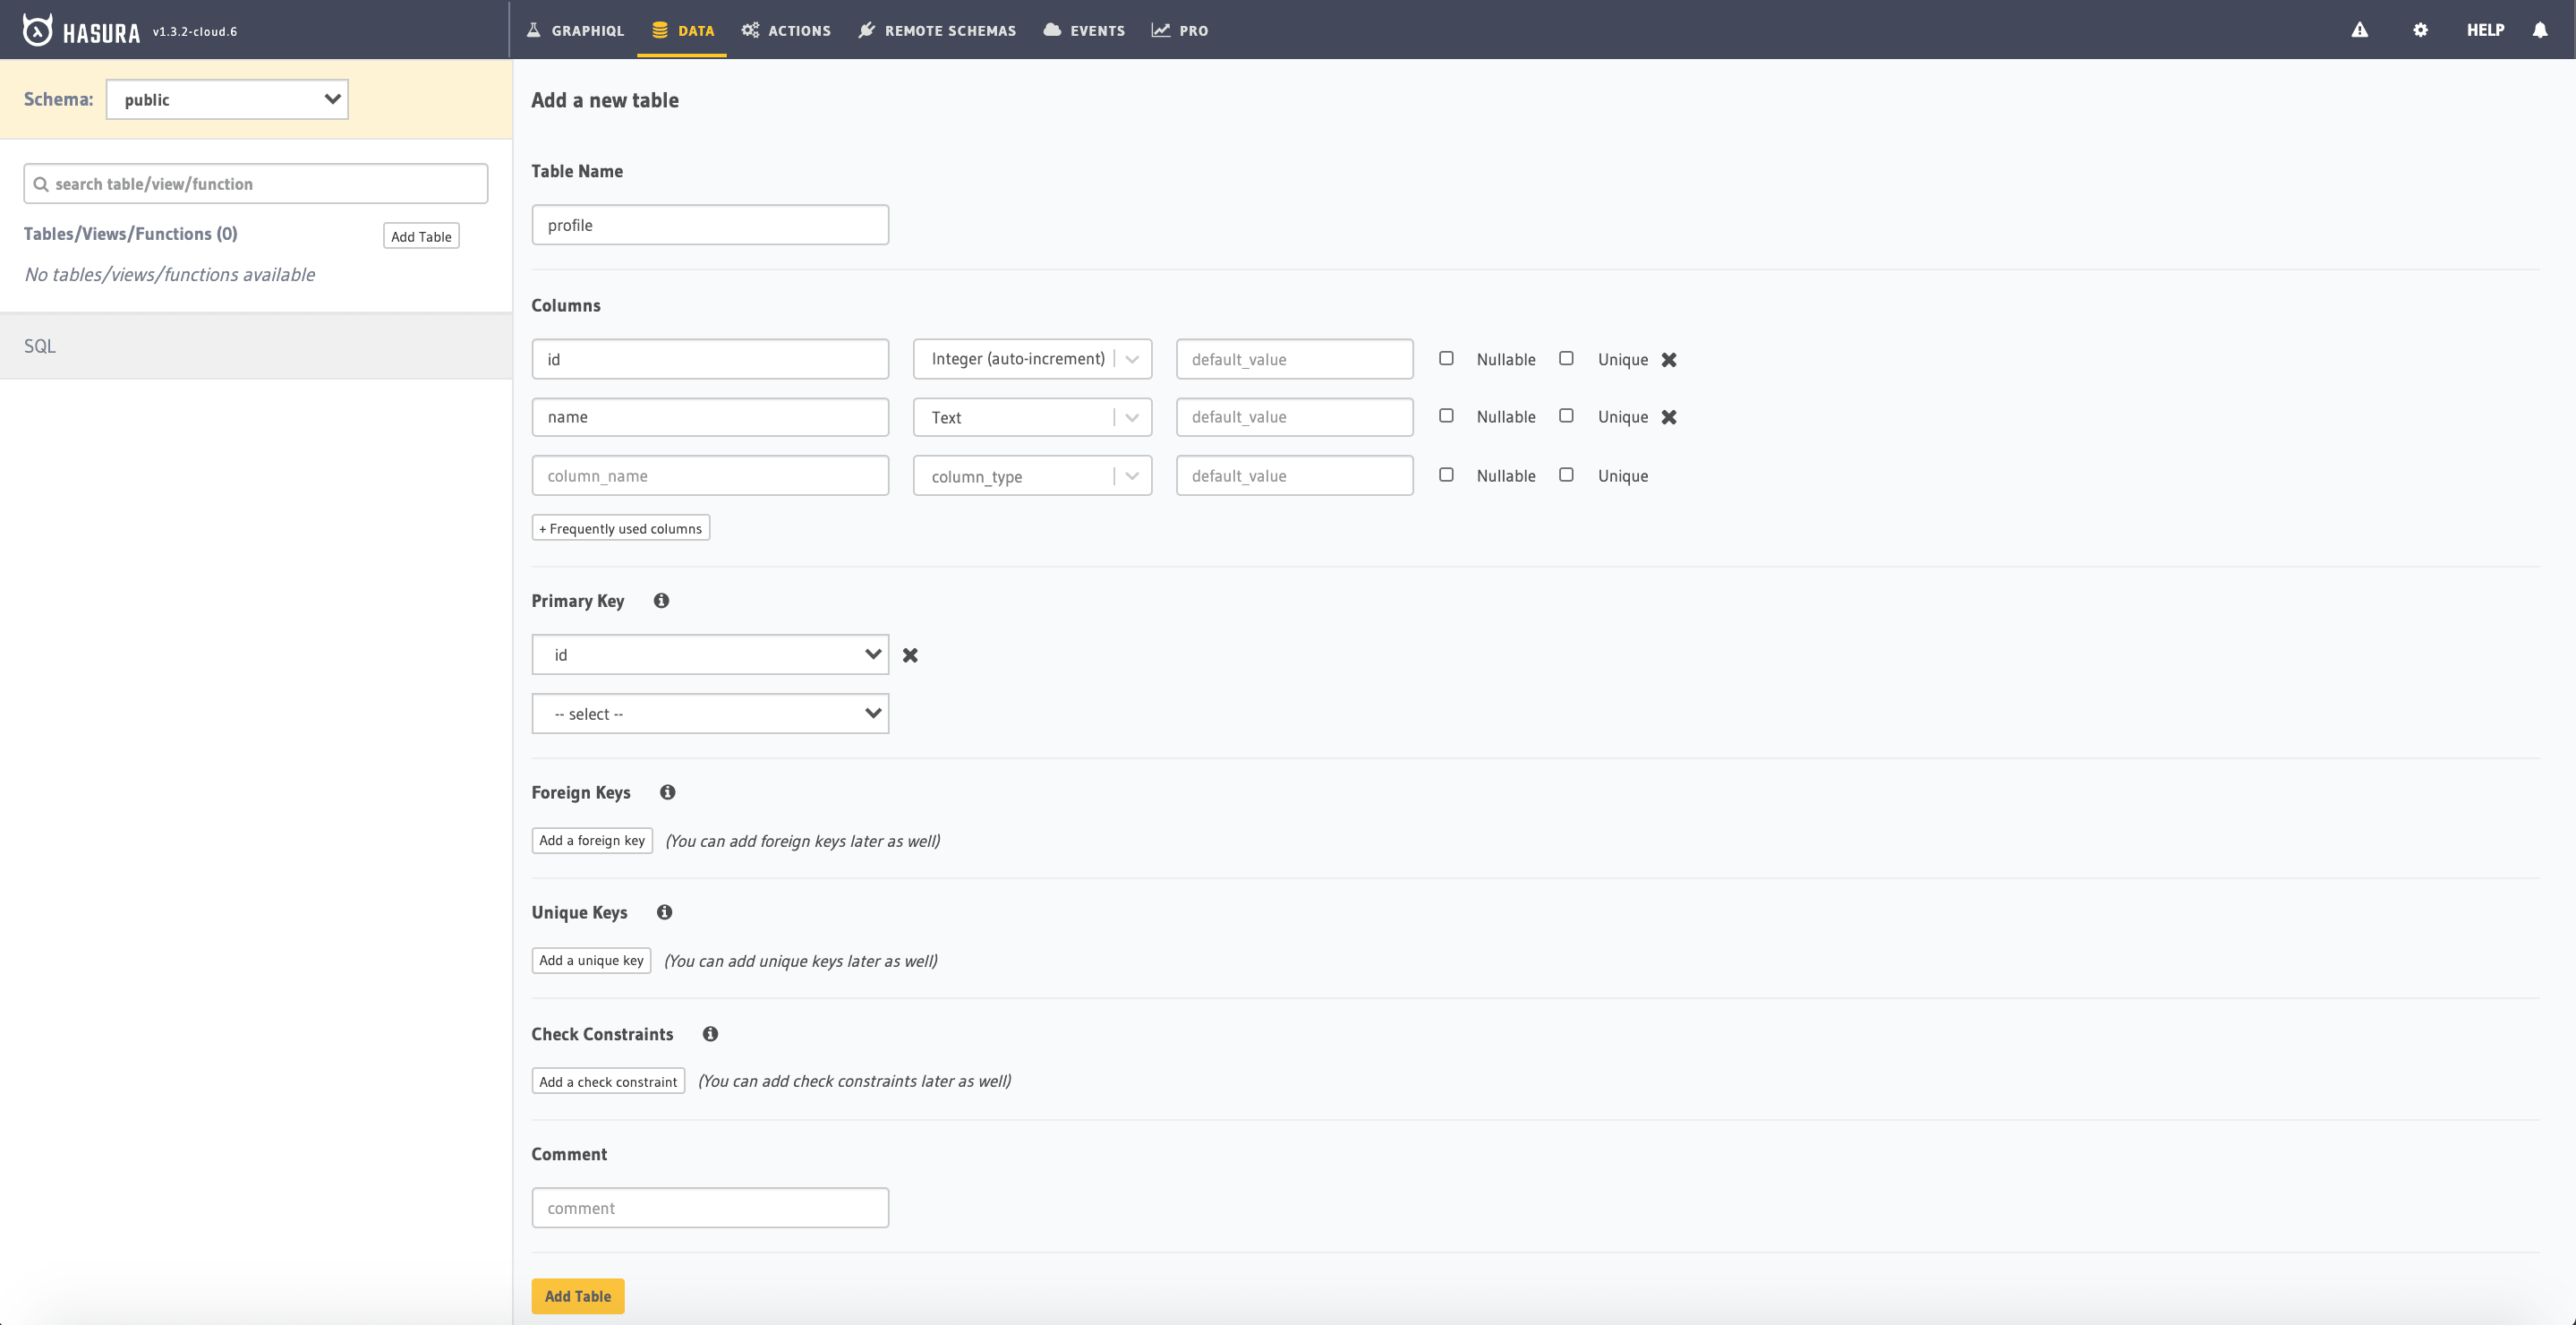 HASURA v1.3.2-cloud.6
GRAPHIQL DATA ACTIONS REMOTE SCHEMAS EVENTS PRO HELP
Schema: public
search table/view/function
Tables/Views/Functions (0) Add Table
No tables/views/functions available
SQL
Add a new table
Table Name
profile
Columns
id Integer (auto-increment) default_value Nullable Unique
name Text default_value Nullable Unique
column_name column_type default_value Nullable Unique
+ Frequently used columns
Primary Key
id
-- select --
Foreign Keys
Add a foreign key (You can add foreign keys later as well)
Unique Keys
Add a unique key (You can add unique keys later as well)
Check Constraints
Add a check constraint (You can add check constraints later as well)
Comment
comment
Add Table